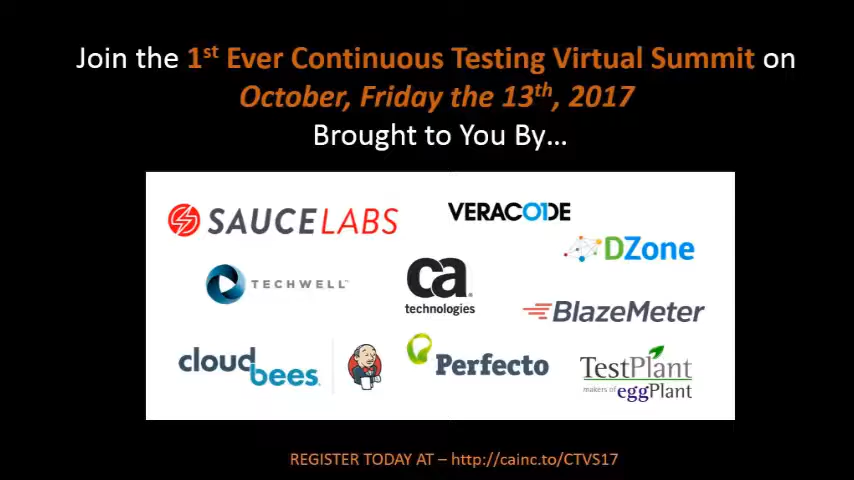 Join the 1st Ever Continuous Testing Virtual Summit on
October, Friday the 13th, 2017
Brought to You By...
SAUCELABS
VERACODE
DZone
TECHWELL™
ca
technologies
BlazeMeter
cloudbees
Perfecto
TestPlant
makers of eggPlant
REGISTER TODAY AT – http://cainc.to/CTVS17